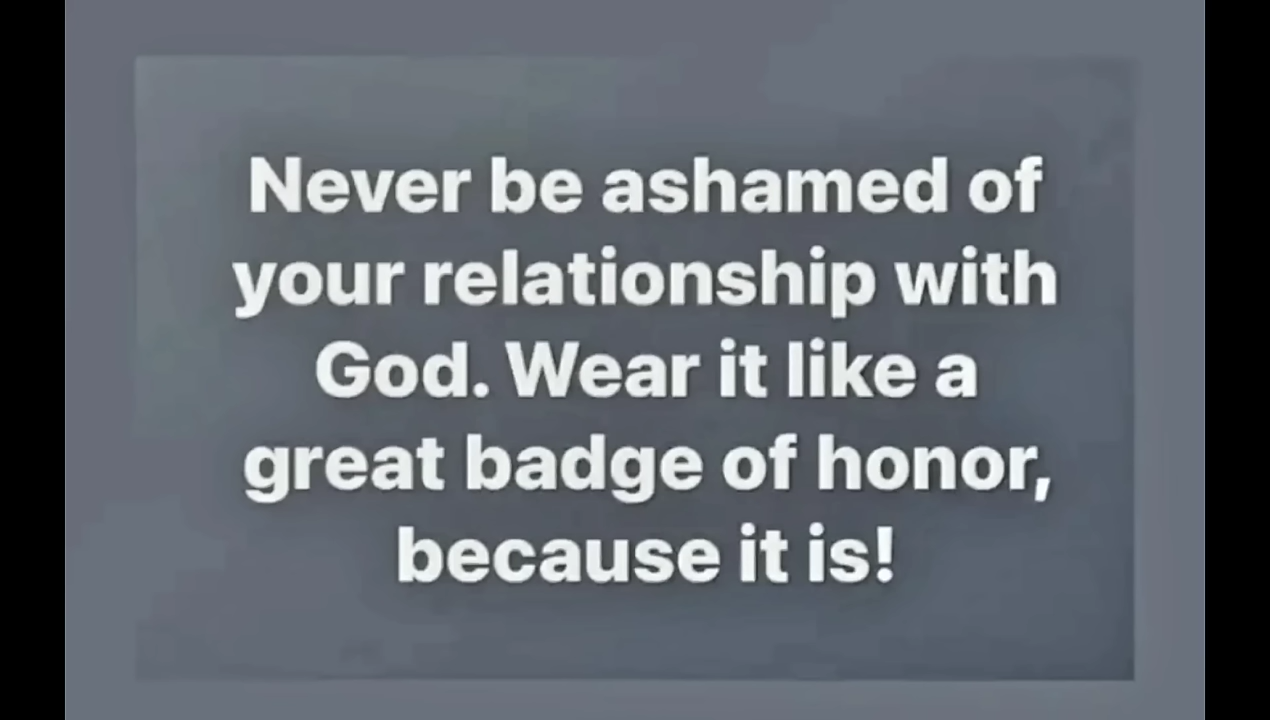 Never be ashamed of
your relationship with
God. Wear it like a
great badge of honor,
because it is!